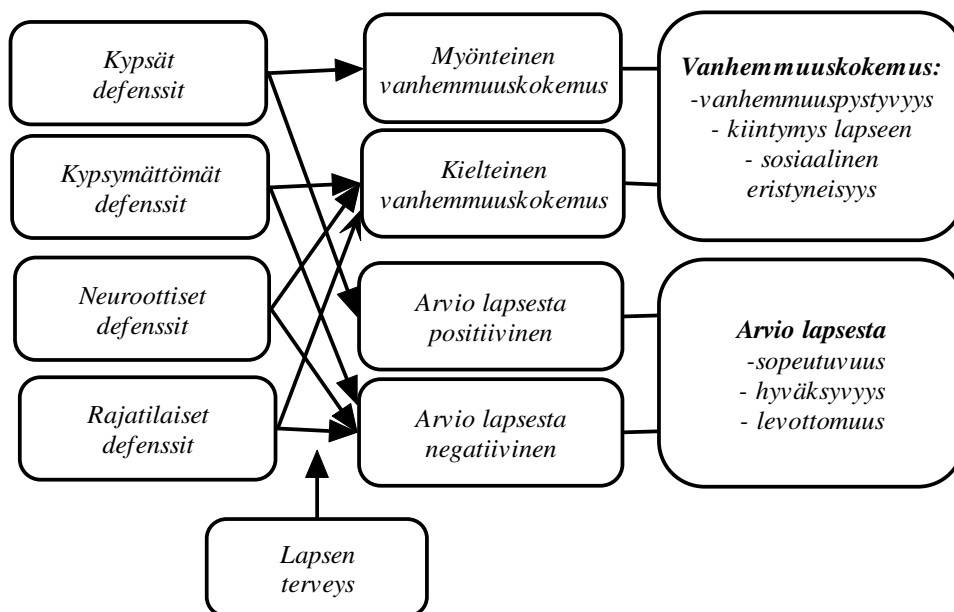 Kypsät
defenssit
Kypsymättömät
defenssit
Neuroottiset
defenssit
Rajatilaiset
defenssit
Lapsen
terveys
Myönteinen
vanhemmuuskokemus
Kielteinen
vanhemmuuskokemus
Arvio lapsesta
positiivinen
Arvio lapsesta
negatiivinen
Vanhemmuuskokemus:
-vanhemmuuspystyvyys
- kiintymys lapseen
- sosiaalinen
eristyneisyys
Arvio lapsesta
-sopeutuvuus
- hyväksyvyys
- levottomuus